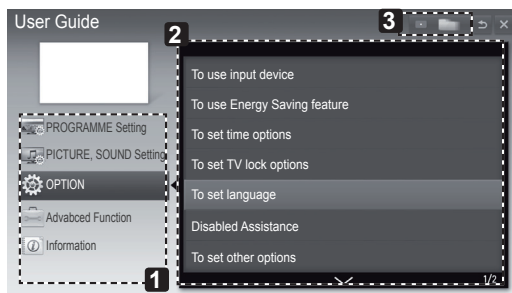 User Guide
3
2
To use input device
To use Energy Saving feature
To set time options
To set TV lock options
To set language
Disabled Assistance
To set other options
1/2
PROGRAMME Setting
PICTURE, SOUND Setting
OPTION
Advabced Function
Information
1